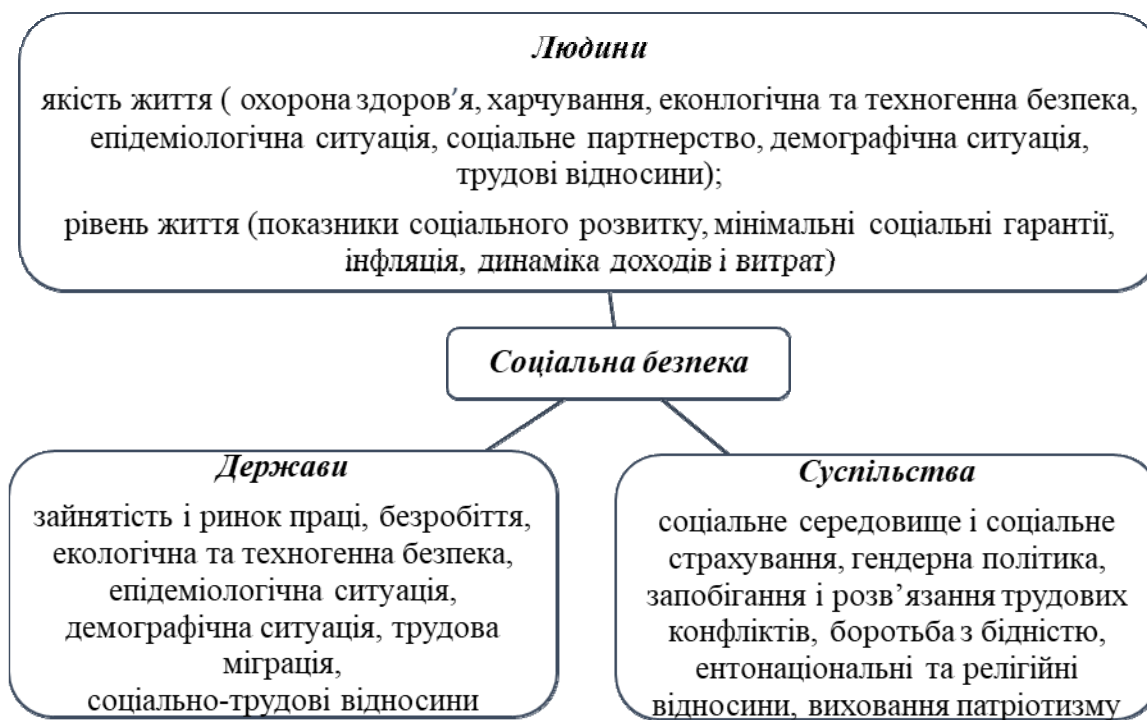 Людини
якість життя ( охорона здоров’я, харчування, еконлогічна та техногенна безпека,
епідеміологічна ситуація, соціальне партнерство, демографічна ситуація,
трудові відносини);
рівень життя (показники соціального розвитку, мінімальні соціальні гарантії,
інфляція, динаміка доходів і витрат)
Соціальна безпека
Держави
зайнятість і ринок праці, безробіття,
екологічна та техногенна безпека,
епідеміологічна ситуація,
демографічна ситуація, трудова
міграція,
соціально-трудові відносини
Суспільства
соціальне середовище і соціальне
страхування, гендерна політика,
запобігання і розв’язання трудових
конфліктів, боротьба з бідністю,
ентонаціональні та релігійні
відносини, виховання патріотизму